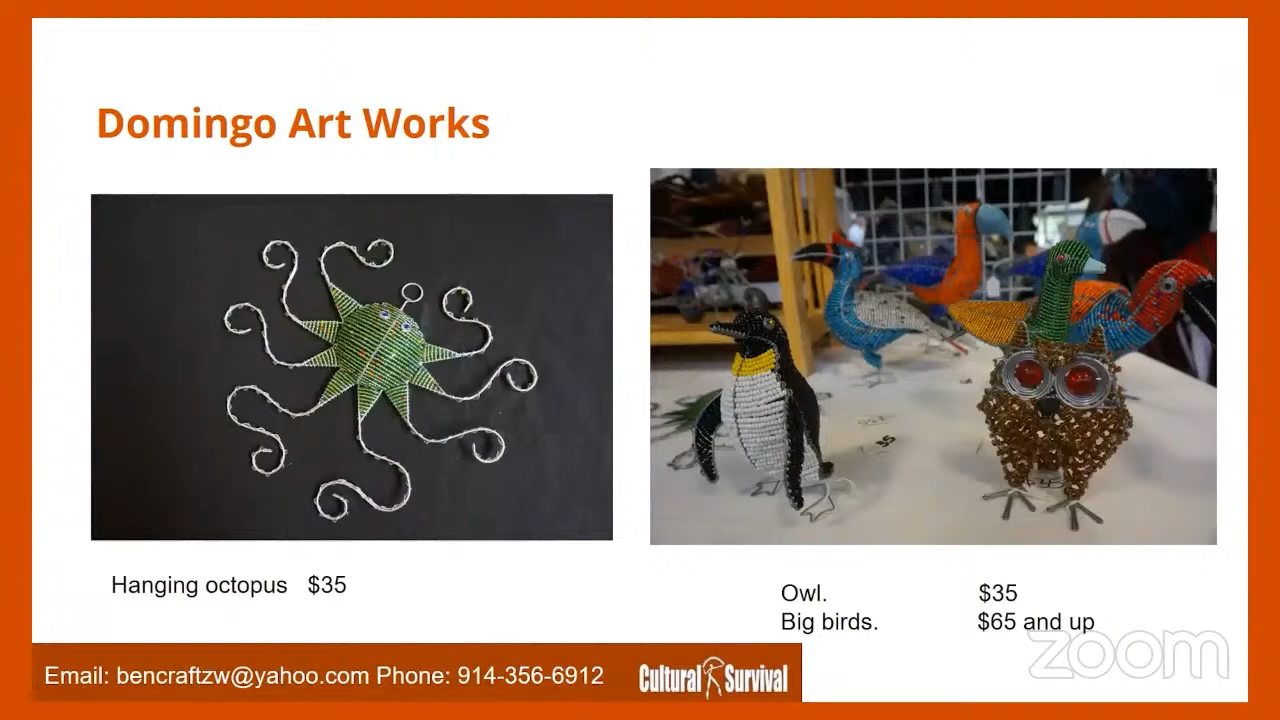 Domingo Art Works
Hanging octopus $35
Owl. $35
Big birds. $65 and up
Email: bencraftzw@yahoo.com Phone: 914-356-6912
Cultural Survival
zoom